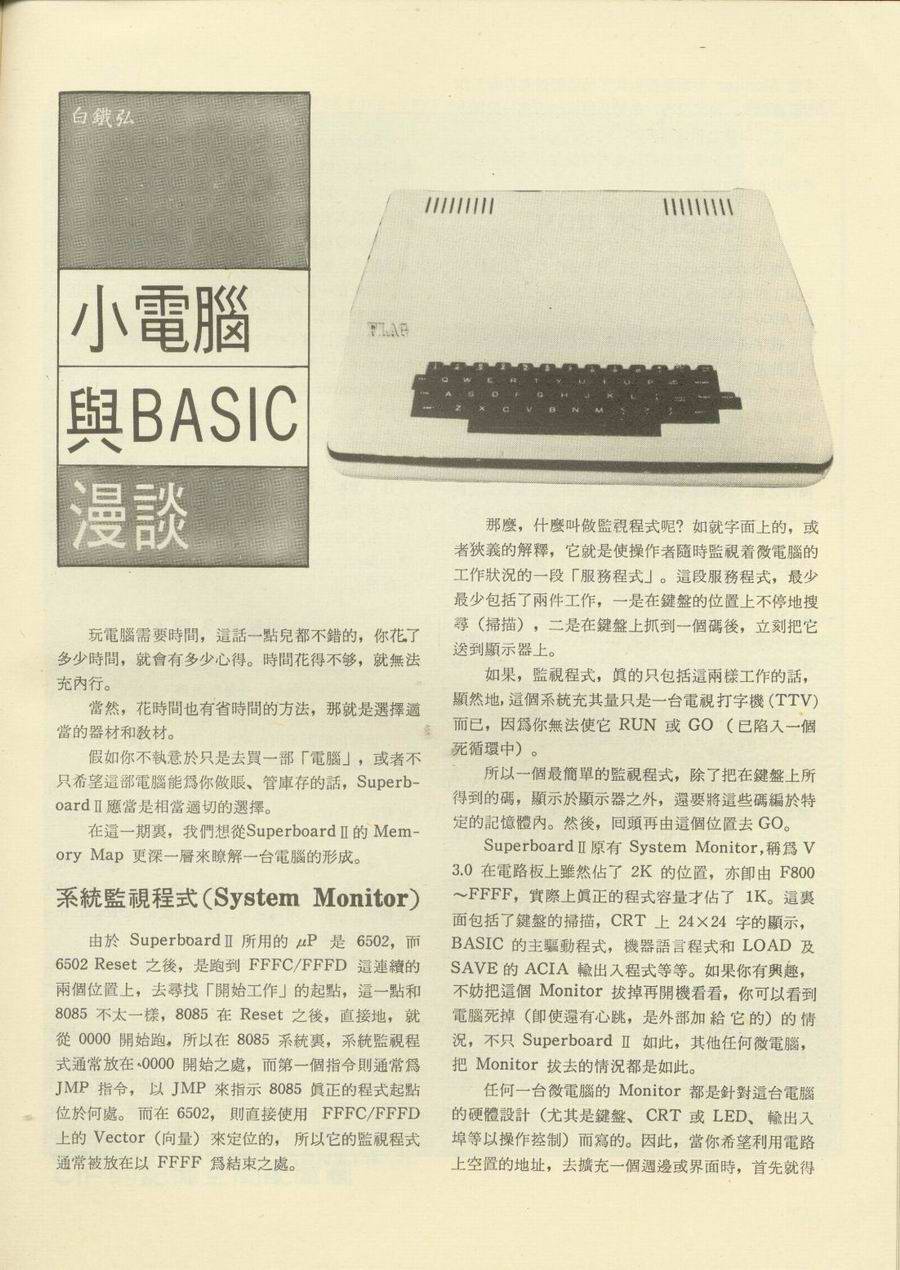 白鐵弘
小電腦
與BASIC
漫談
玩電腦需要時間，這話一點兒都不錯的，你花了
多少時間，就會有多少心得。時間花得不够，就無法
充內行。
當然，花時間也有省時間的方法，那就是選擇適
當的器材和教材。
假如你不執意於只是去買一部「電腦」，或者不
只希望這部電腦能爲你做賬、管庫存的話，Superb-
oardⅡ應當是相當適切的選擇。
在這一期裏，我們想從SuperboardⅡ的 Mem-
ory Map 更深一層來瞭解一台電腦的形成。
系統監視程式(System Monitor)
由於 SuperboardⅡ 所用的 μP 是 6502，而
6502 Reset 之後，是跑到 FFFC/FFFD 這連續的
兩個位置上，去尋找「開始工作」的起點，這一點和
8085 不太一樣，8085 在 Reset 之後，直接地，就
從 0000 開始跑，所以在 8085 系統裏，系統監視程
式通常放在 0000 開始之處，而第一個指令則通常爲
JMP 指令， 以 JMP 來指示 8085 眞正的程式起點
位於何處。 而在 6502， 則直接使用 FFFC/FFFD
上的 Vector（向量）來定位的， 所以它的監視程式
通常被放在以 FFFF 爲結束之處。
那麼，什麼叫做監視程式呢？如就字面上的，或
者狹義的解釋，它就是使操作者隨時監視着微電腦的
工作狀況的一段「服務程式」。這段服務程式，最少
最少包括了兩件工作，一是在鍵盤的位置上不停地搜
尋（掃描），二是在鍵盤上抓到一個碼後，立刻把它
送到顯示器上。
如果，監視程式，眞的只包括這兩樣工作的話，
顯然地，這個系統充其量只是一台電視打字機(TTV)
而已，因爲你無法使它 RUN 或 GO （已陷入一個
死循環中）。
所以一個最簡單的監視程式，除了把在鍵盤上所
得到的碼，顯示於顯示器之外，還要將這些碼編於特
定的記憶體內。然後，回頭再由這個位置去 GO。
SuperboardⅡ原有 System Monitor,稱爲 V
3.0 在電路板上雖然佔了 2K 的位置，亦卽由 F800
～FFFF，實際上眞正的程式容量才佔了 1K。這裏
面包括了鍵盤的掃描，CRT 上 24×24 字的顯示，
BASIC 的主驅動程式，機器語言程式和 LOAD 及
SAVE 的 ACIA 輸出入程式等等。如果你有興趣，
不妨把這個 Monitor 拔掉再開機看看，你可以看到
電腦死掉（卽使還有心跳，是外部加給它的）的情
況，不只 Superboard Ⅱ 如此，其他任何微電腦，
把 Monitor 拔去的情況都是如此。
任何一台微電腦的 Monitor 都是針對這台電腦
的硬體設計（尤其是鍵盤、CRT 或 LED、輸出入
埠等以操作控制）而寫的。因此，當你希望利用電路
上空置的地址，去擴充一個週邊或界面時，首先就得